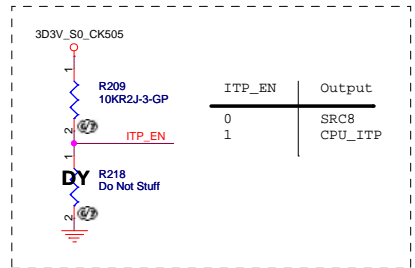 3D3V_S0_CK505
1
R209
10KR2J-3-GP
2
ITP_EN
1
DY
R218
Do Not Stuff
2
ITP_EN Output
0 SRC8
1 CPU_ITP